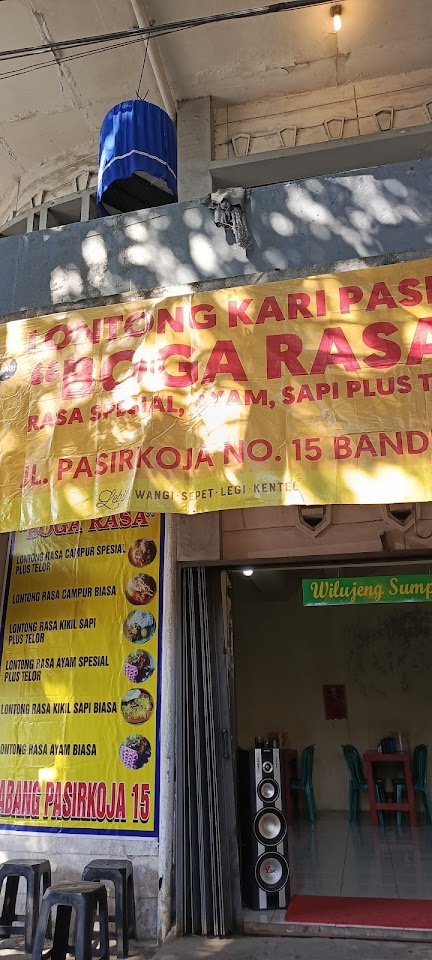 LONTONG KARI PASI
"BOGA RASA
RASA SPESIAL, AYAM, SAPI PLUS T
JL. PASIRKOJA NO. 15 BAND
WANGI · SEPET · LEGI · KENTEL
BOGA RASA"
LONTONG RASA CAMPUR SPESIAL
PLUS TELOR
LONTONG RASA CAMPUR BIASA
LONTONG RASA KIKIL SAPI
PLUS TELOR
LONTONG RASA AYAM SPESIAL
PLUS TELOR
LONTONG RASA KIKIL SAPI BIASA
LONTONG RASA AYAM BIASA
ABANG PASIRKOJA 15
Wilujeng Sump